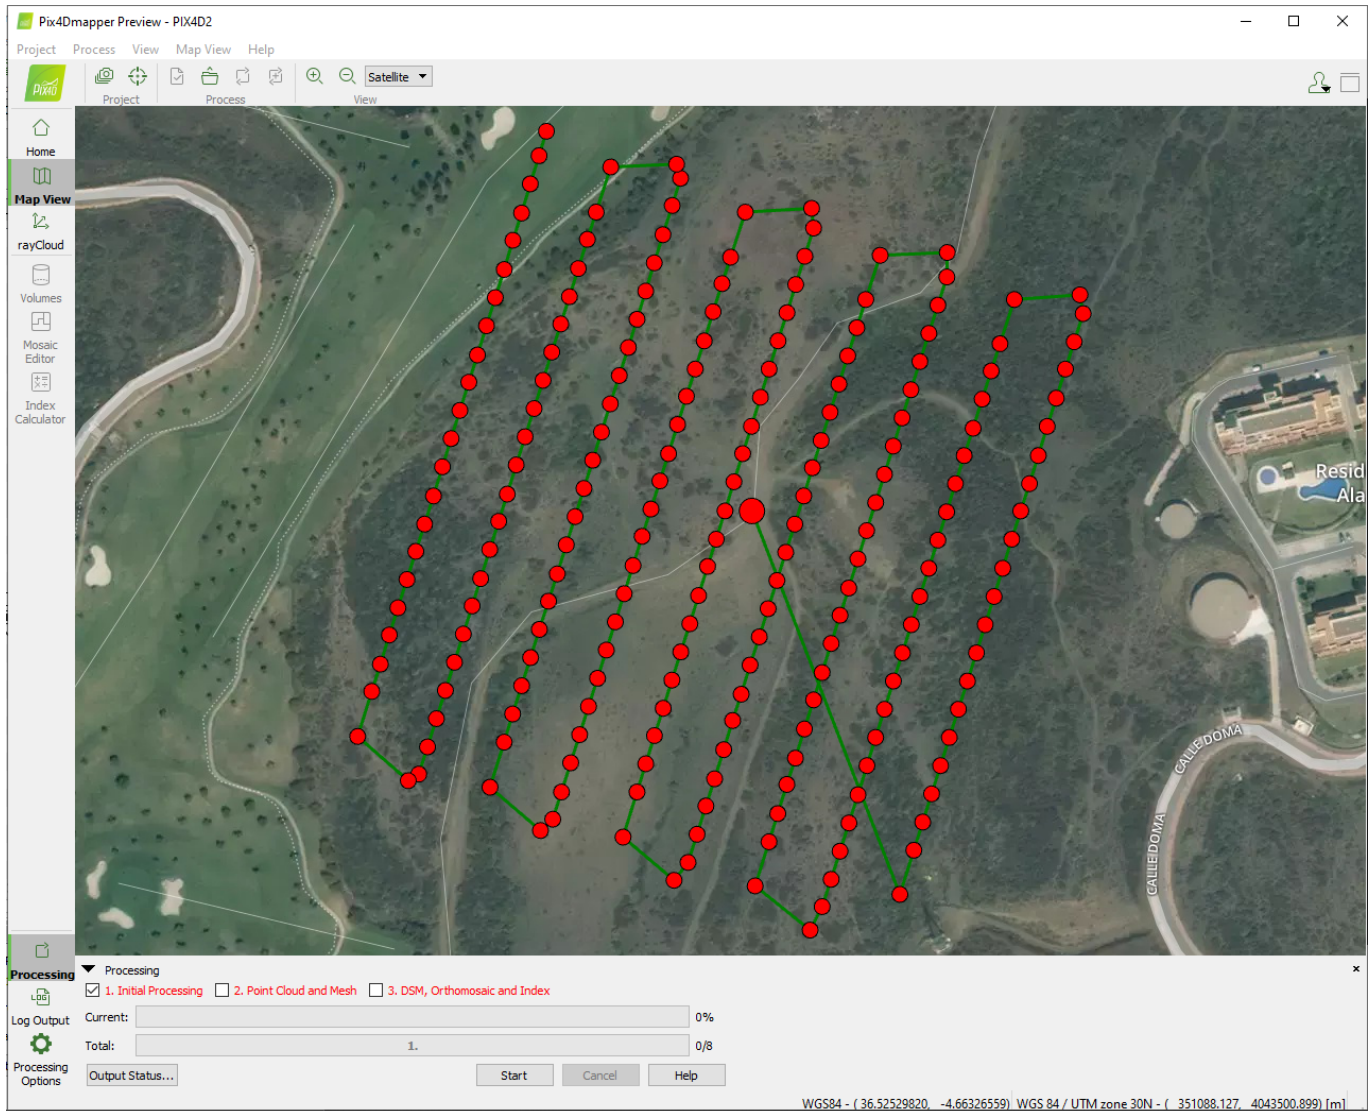 Pix4Dmapper Preview - PIX4D2
Project Process View Map View Help
PIX4D
Satellite
Project Process View
Home
Map View
rayCloud
Volumes
Mosaic
Editor
Index
Calculator
Resid
Ala
CALLE DOMA
CALLE DOMA
Processing
Log Output
Processing
Options
Processing
1. Initial Processing 2. Point Cloud and Mesh 3. DSM, Orthomosaic and Index
Current: 0%
Total: 1. 0/8
Output Status... Start Cancel Help
WGS84 - ( 36.52529820, -4.66326559) WGS 84 / UTM zone 30N - ( 351088.127, 4043500.899) [m]